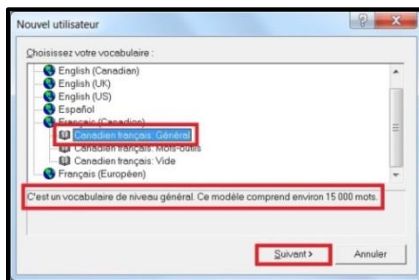 Nouvel utilisateur
Choisissez votre vocabulaire :
English (Canadian)
English (UK)
English (US)
Español
Français (Canadien)
Canadien français: Général
Canadien français: Mots-outils
Canadien français: Vide
Français (Européen)
C'est un vocabulaire de niveau général. Ce modèle comprend environ 15 000 mots.
Suivant >
Annuler